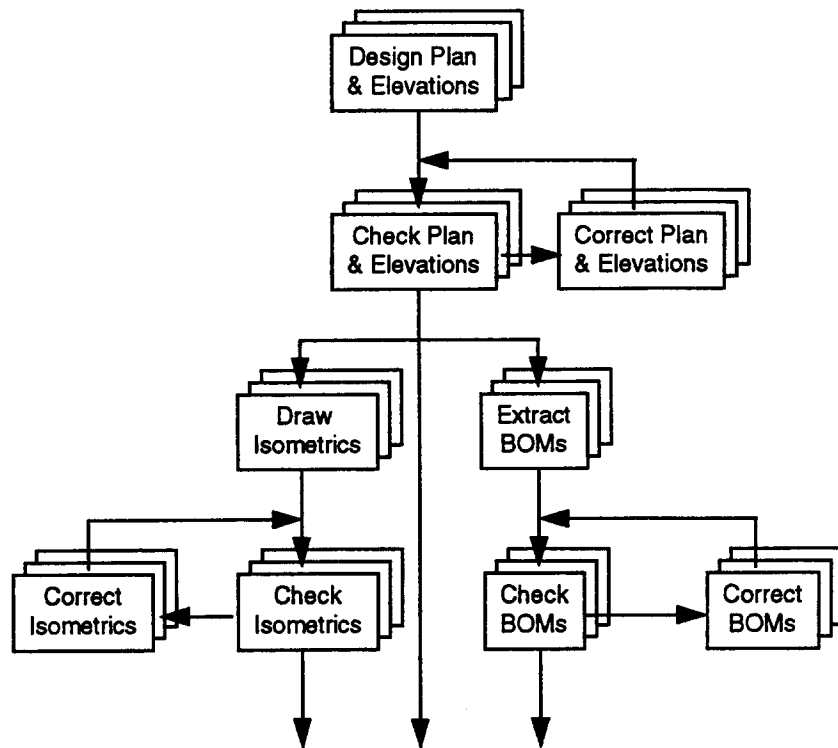 Design Plan
& Elevations
Check Plan
& Elevations
Correct Plan
& Elevations
Draw
Isometrics
Extract
BOMs
Correct
Isometrics
Check
Isometrics
Check
BOMs
Correct
BOMs